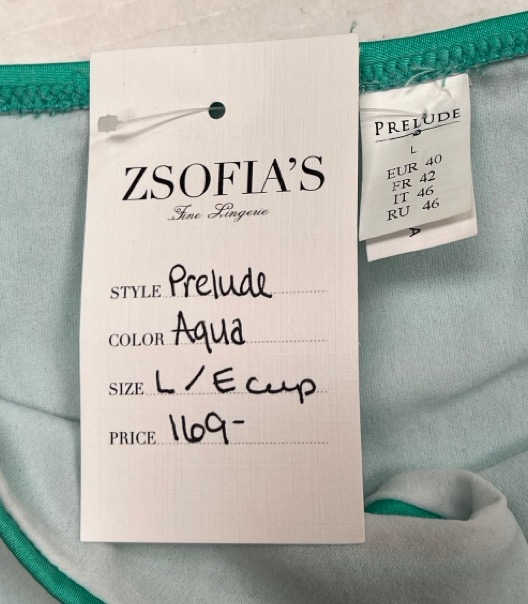 ZSOFIA'S
Fine Lingerie
STYLE Prelude
COLOR Aqua
SIZE L / E cup
PRICE 169-
PRELUDE
L
EUR 40
FR 42
IT 46
RU 46
A